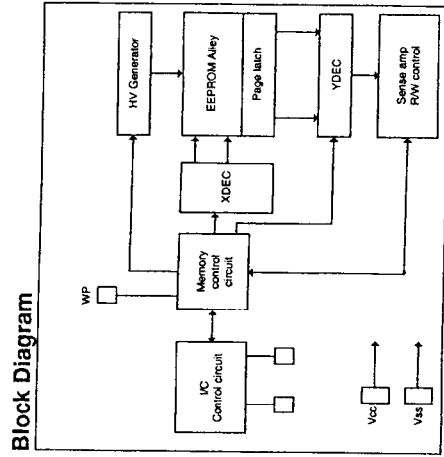 Block Diagram
WP
HV Generator
I/C
Control circuit
Memory
control
circuit
XDEC
EEPROM Alley
Page latch
YDEC
Sense amp
R/W control
Vcc
Vss